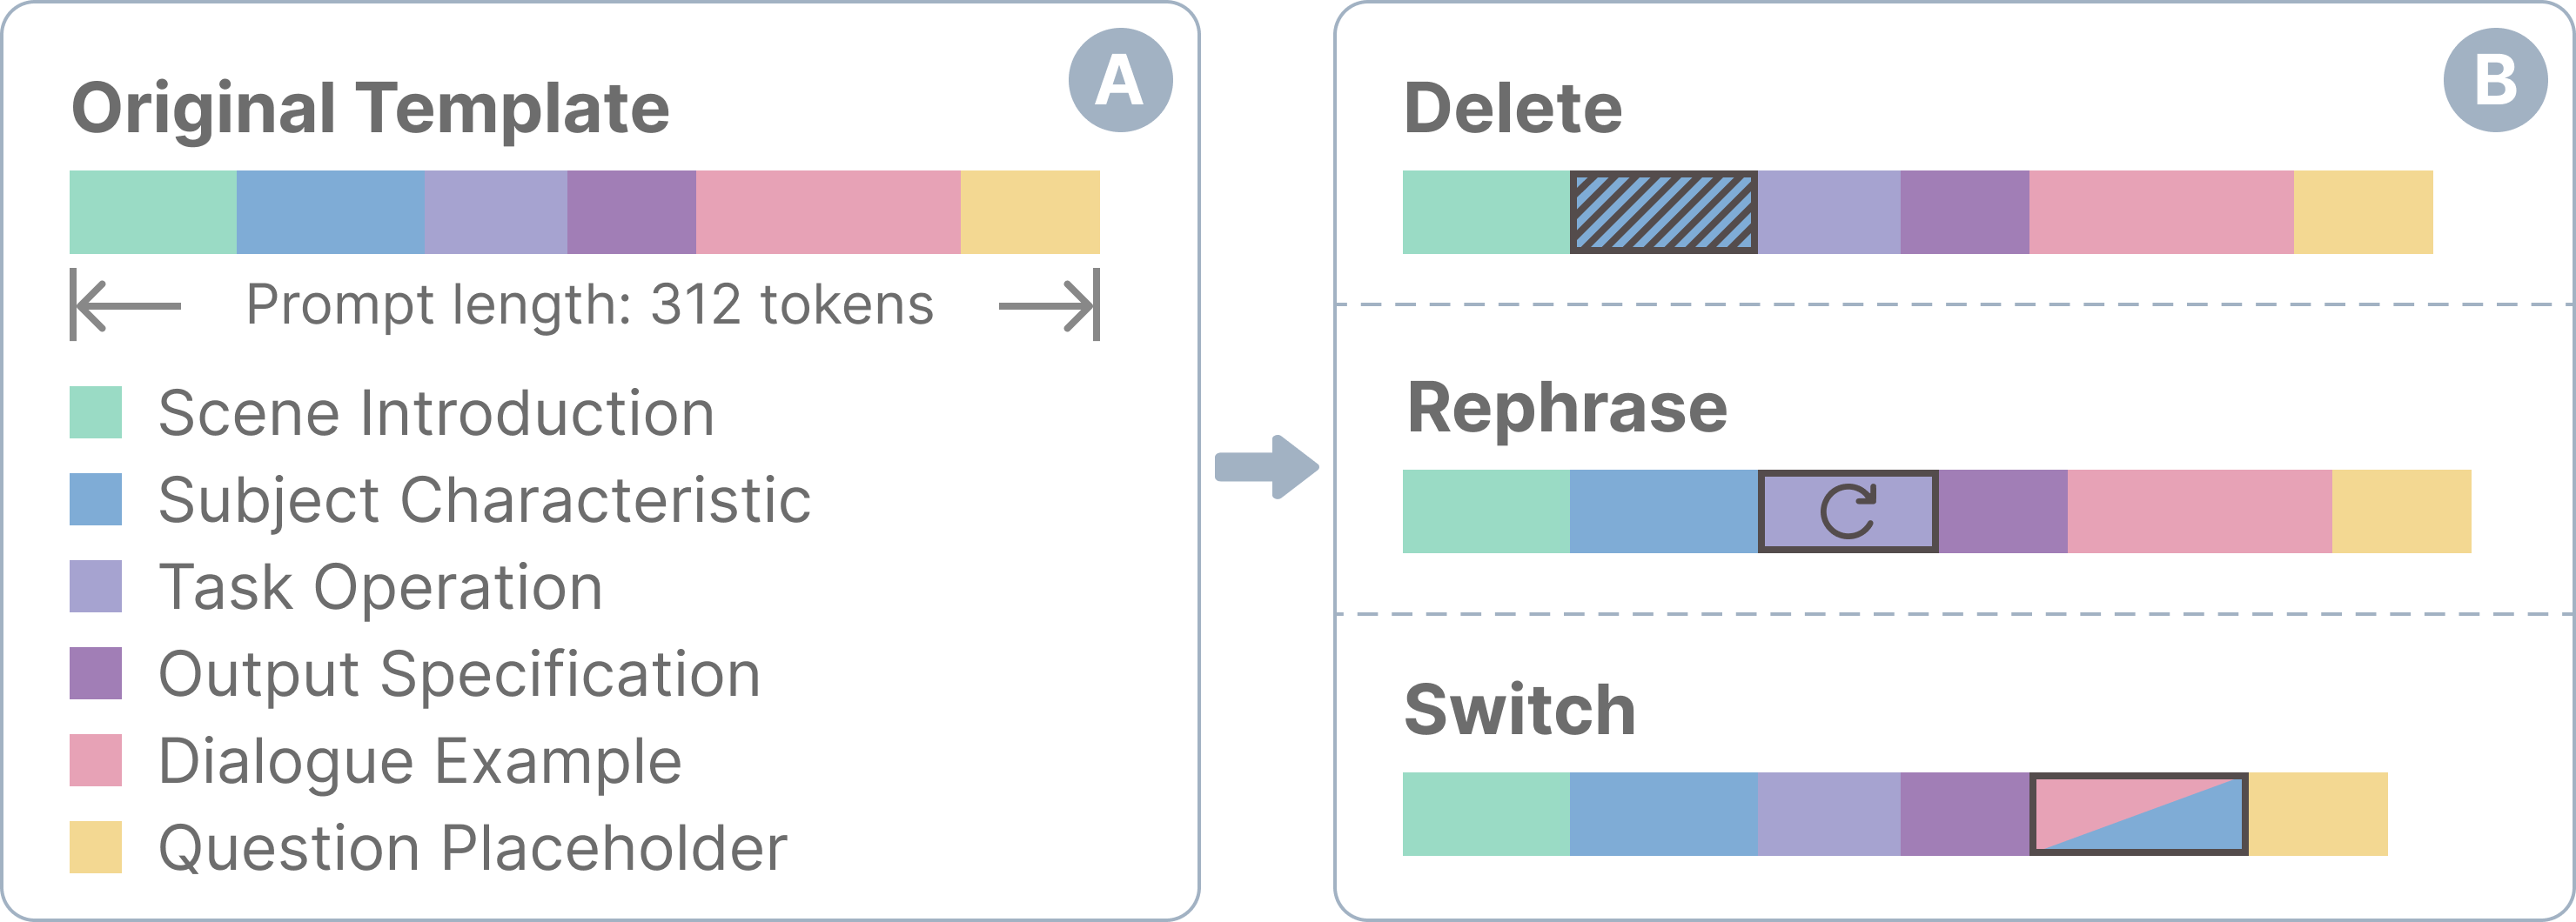 A
Original Template
Prompt length: 312 tokens
Scene Introduction
Subject Characteristic
Task Operation
Output Specification
Dialogue Example
Question Placeholder
B
Delete
Rephrase
Switch